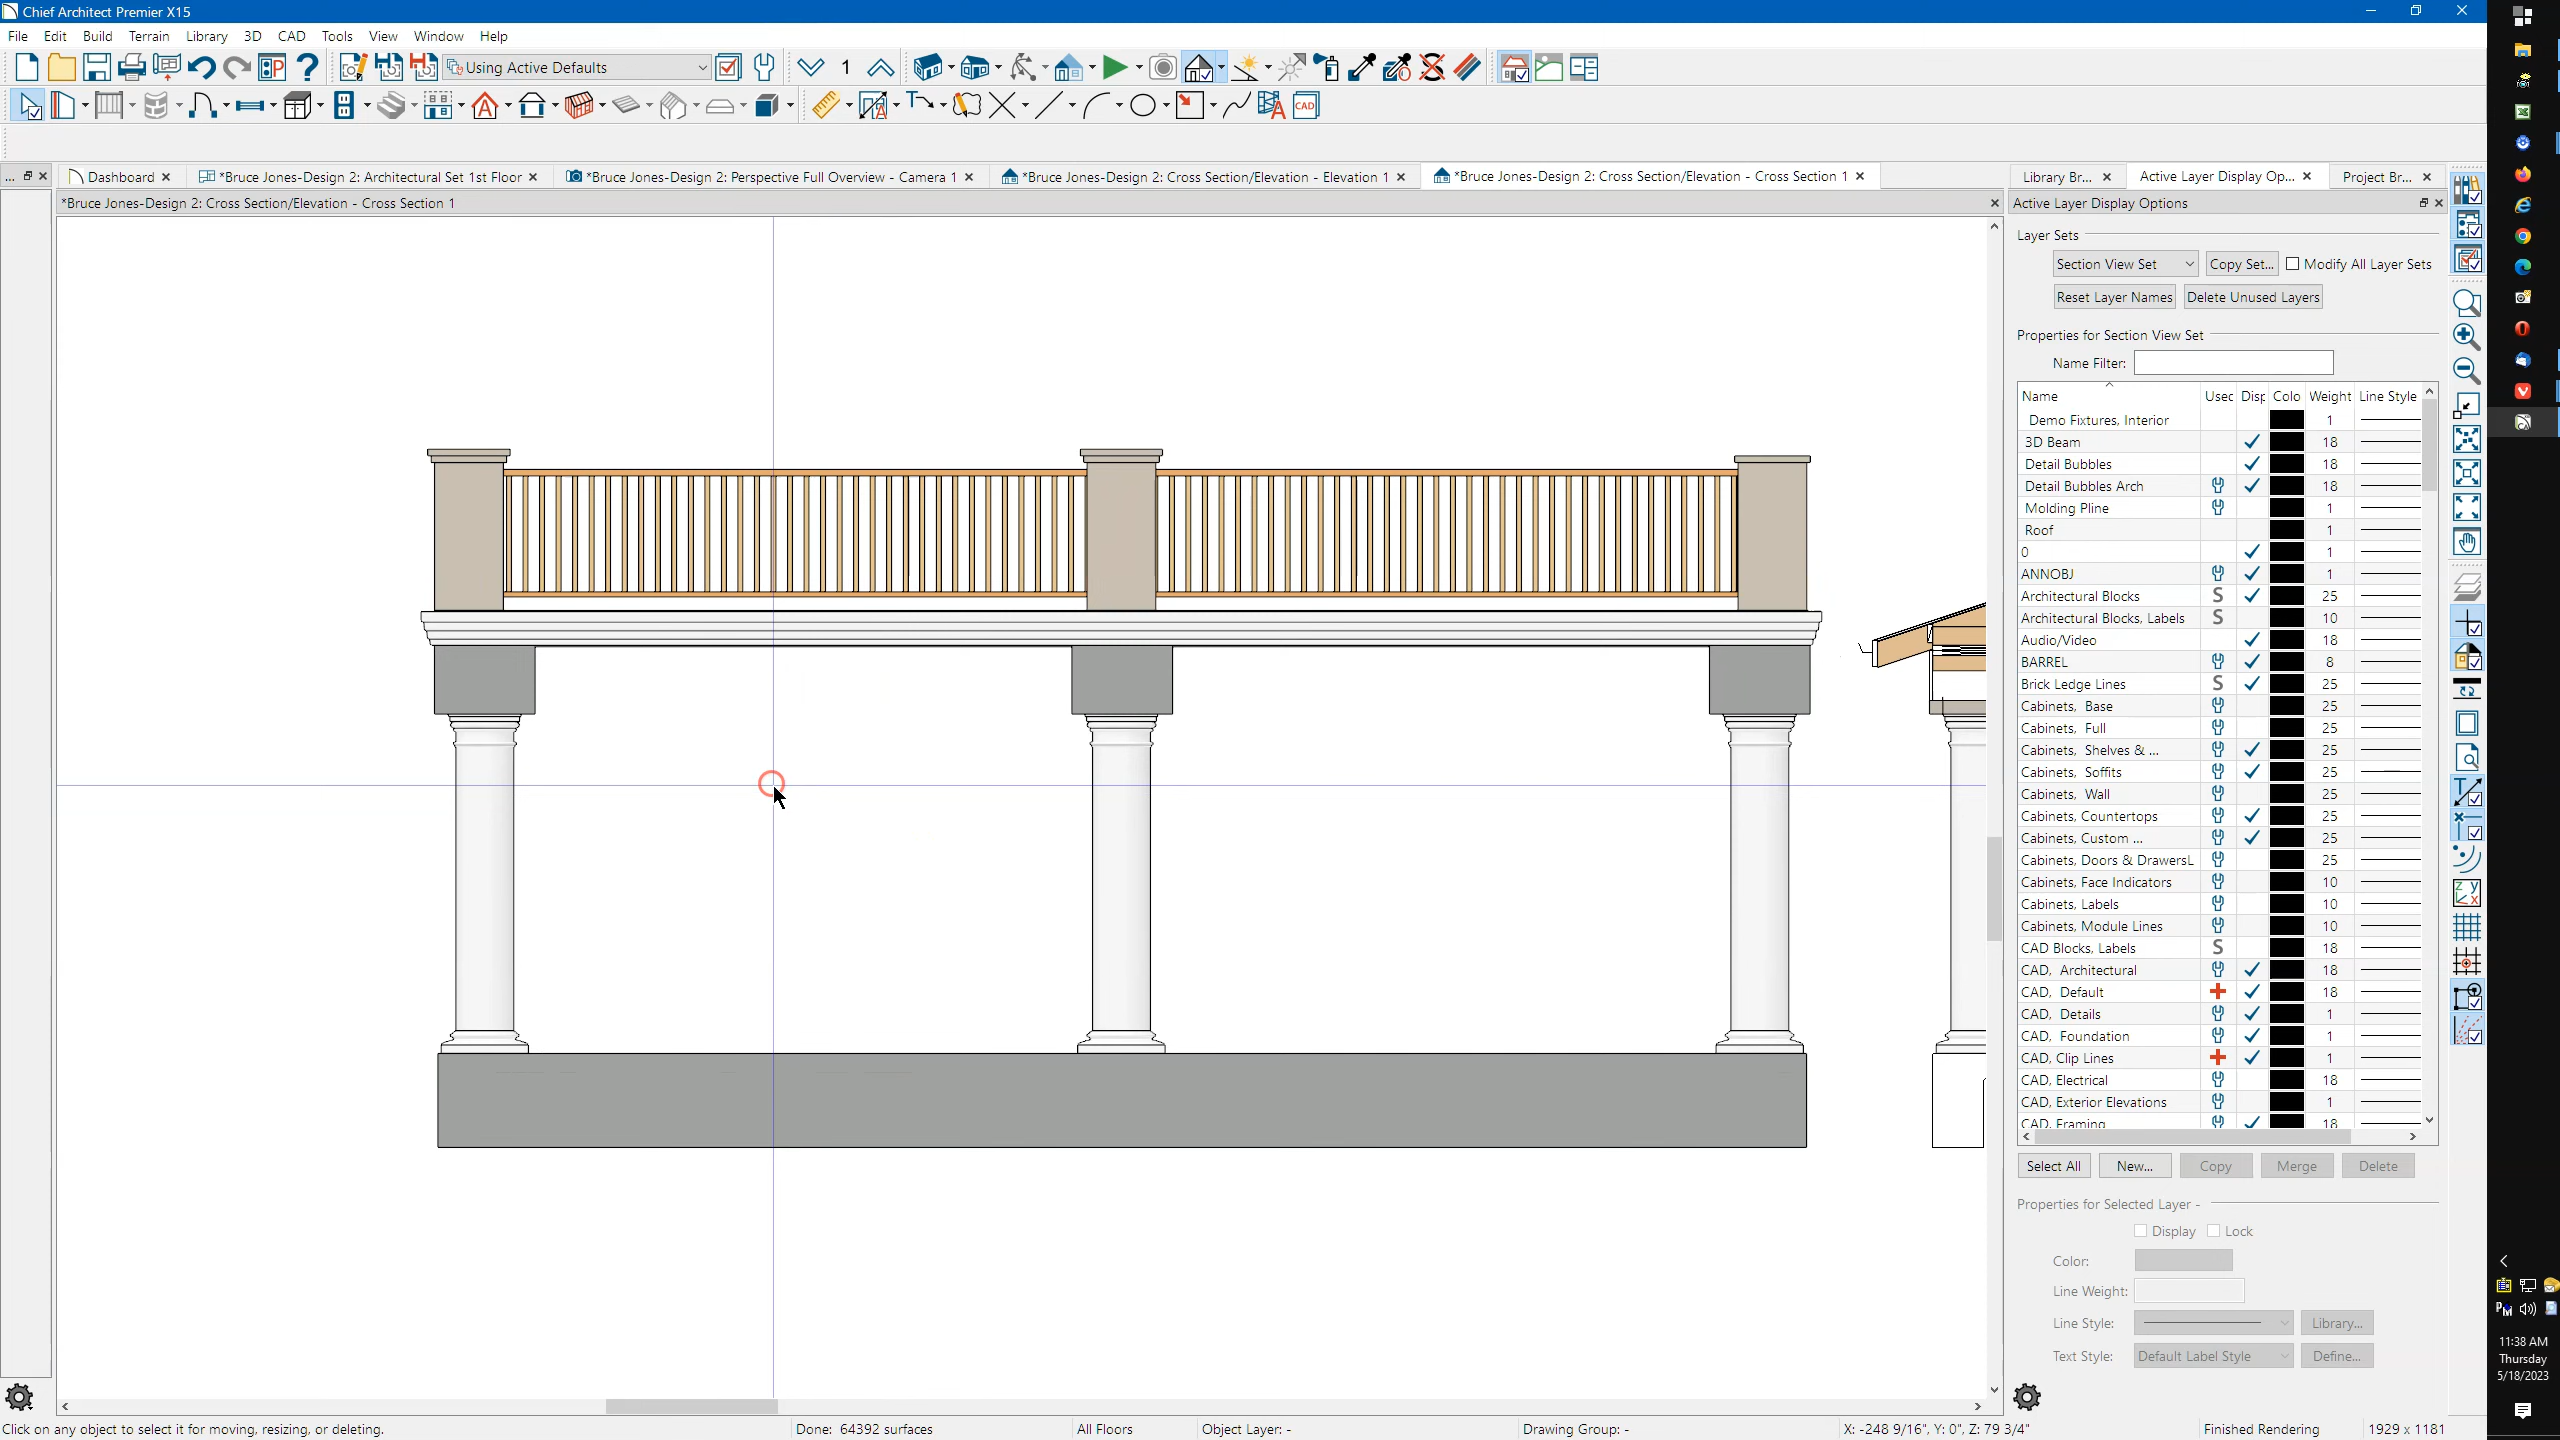 Chief Architect Premier X15
File Edit Build Terrain Library 3D CAD Tools View Window Help
Using Active Defaults
1
CAD
... Dashboard *Bruce Jones-Design 2: Architectural Set 1st Floor *Bruce Jones-Design 2: Perspective Full Overview - Camera 1 *Bruce Jones-Design 2: Cross Section/Elevation - Elevation 1 *Bruce Jones-Design 2: Cross Section/Elevation - Cross Section 1
*Bruce Jones-Design 2: Cross Section/Elevation - Cross Section 1
Library Br... Active Layer Display Op... Project Br...
Active Layer Display Options
Layer Sets
Section View Set Copy Set... Modify All Layer Sets
Reset Layer Names Delete Unused Layers
Properties for Section View Set
Name Filter:
Name Usec Disp Colo Weight Line Style
Demo Fixtures, Interior 1
3D Beam 18
Detail Bubbles 18
Detail Bubbles Arch 18
Molding Pline 1
Roof 1
0 1
ANNOBJ 1
Architectural Blocks S 25
Architectural Blocks, Labels S 10
Audio/Video 18
BARREL 8
Brick Ledge Lines S 25
Cabinets, Base 25
Cabinets, Full 25
Cabinets, Shelves & ... 25
Cabinets, Soffits 25
Cabinets, Wall 25
Cabinets, Countertops 25
Cabinets, Custom ... 25
Cabinets, Doors & DrawersL 25
Cabinets, Face Indicators 10
Cabinets, Labels 10
Cabinets, Module Lines 10
CAD Blocks, Labels S 18
CAD, Architectural 18
CAD, Default 18
CAD, Details 1
CAD, Foundation 1
CAD, Clip Lines 1
CAD, Electrical 18
CAD, Exterior Elevations 1
CAD, Framing 18
Select All New... Copy Merge Delete
Properties for Selected Layer -
Display Lock
Color:
Line Weight:
Line Style: Library...
Text Style: Default Label Style Define...
11:38 AM
Thursday
5/18/2023
Click on any object to select it for moving, resizing, or deleting. Done: 64392 surfaces All Floors Object Layer: - Drawing Group: - X: -248 9/16", Y: 0", Z: 79 3/4" Finished Rendering 1929 x 1181